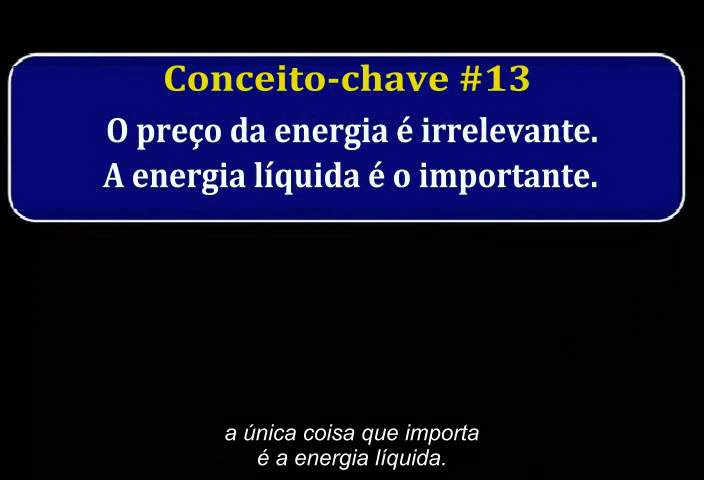 Conceito-chave #13
O preço da energia é irrelevante.
A energia líquida é o importante.
a única coisa que importa
é a energia líquida.